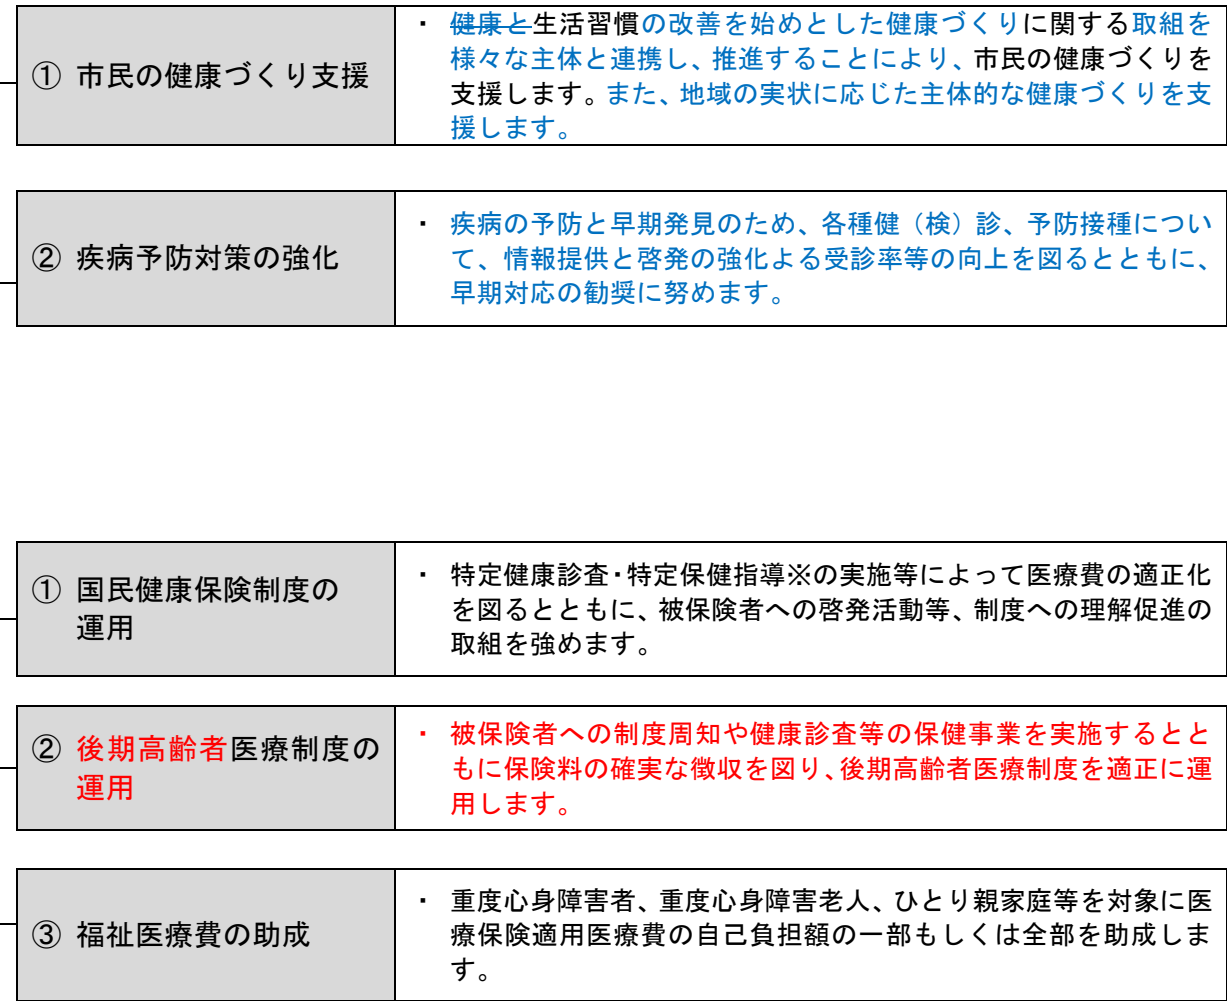 ① 市民の健康づくり支援
・ 健康と生活習慣の改善を始めとした健康づくりに関する取組を
様々な主体と連携し、推進することにより、市民の健康づくりを
支援します。また、地域の実状に応じた主体的な健康づくりを支
援します。
② 疾病予防対策の強化
・ 疾病の予防と早期発見のため、各種健（検）診、予防接種につい
て、情報提供と啓発の強化よる受診率等の向上を図るとともに、
早期対応の勧奨に努めます。
① 国民健康保険制度の
運用
・ 特定健康診査・特定保健指導※の実施等によって医療費の適正化
を図るとともに、被保険者への啓発活動等、制度への理解促進の
取組を強めます。
② 後期高齢者医療制度の
運用
・ 被保険者への制度周知や健康診査等の保健事業を実施するとと
もに保険料の確実な徴収を図り、後期高齢者医療制度を適正に運
用します。
③ 福祉医療費の助成
・ 重度心身障害者、重度心身障害老人、ひとり親家庭等を対象に医
療保険適用医療費の自己負担額の一部もしくは全部を助成しま
す。